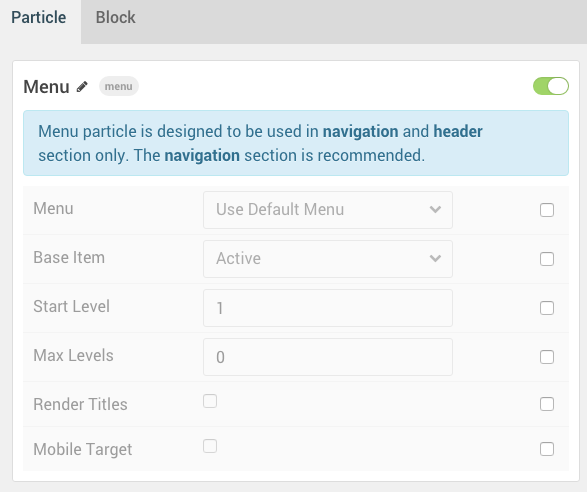 Particle Block
Menu menu
Menu particle is designed to be used in navigation and header
section only. The navigation section is recommended.
Menu Use Default Menu
Base Item Active
Start Level 1
Max Levels 0
Render Titles
Mobile Target